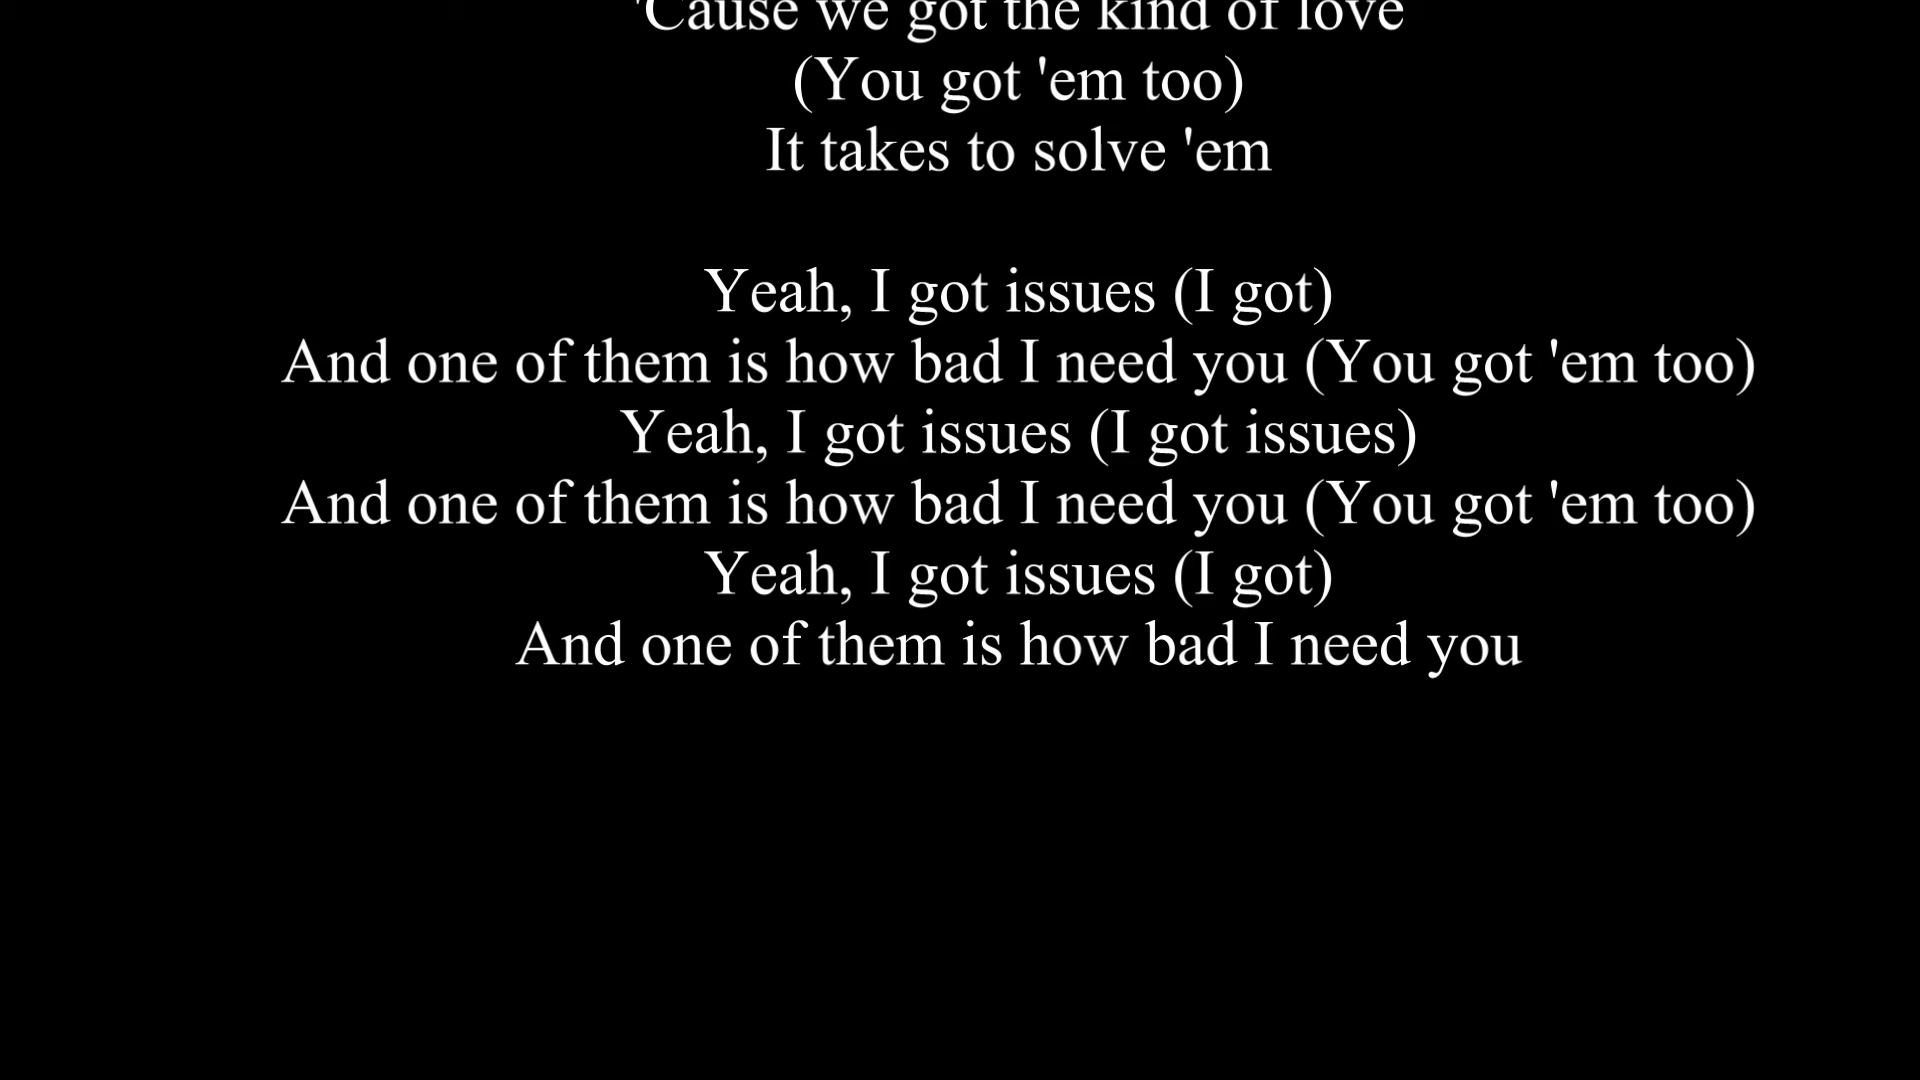 'Cause we got the kind of love
(You got 'em too)
It takes to solve 'em
Yeah, I got issues (I got)
And one of them is how bad I need you (You got 'em too)
Yeah, I got issues (I got issues)
And one of them is how bad I need you (You got 'em too)
Yeah, I got issues (I got)
And one of them is how bad I need you